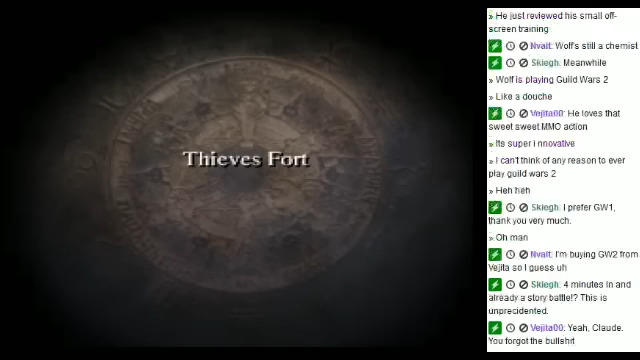 Thieves Fort
» He just reviewed his small off-
screen training
Nvait: Wolf's still a chemist
Skiegh: Meanwhile
» Wolf is playing Guild Wars 2
» Like a douche
Vejita00: He loves that
sweet sweet MMO action
» Its super i nnovative
» I can't think of any reason to ever
play guild wars 2
» Heh heh
Skiegh: I prefer GW1,
thank you very much.
» Oh man
Nvait: I'm buying GW2 from
Vejita so I guess uh
Skiegh: 4 minutes in and
already a story battle!? This is
unprecidented.
Vejita00: Yeah, Claude.
You forgot the bullshit